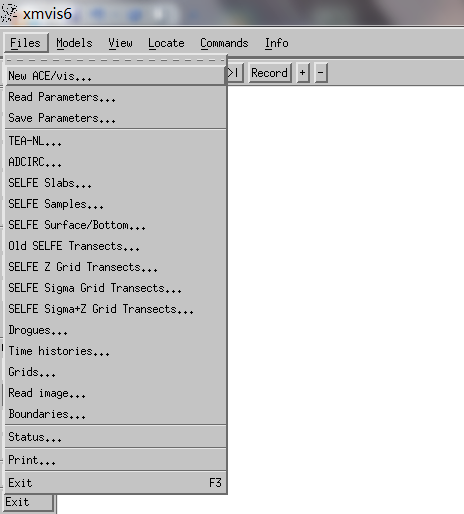 xmvis6
Files Models View Locate Commands Info
New ACE/vis...
>| Record + -
Read Parameters...
Save Parameters...
TEA-NL...
ADCIRC...
SELFE Slabs...
SELFE Samples...
SELFE Surface/Bottom...
Old SELFE Transects...
SELFE Z Grid Transects...
SELFE Sigma Grid Transects...
SELFE Sigma+Z Grid Transects...
Drogues...
Time histories...
Grids...
Read image...
Boundaries...
Status...
Print...
Exit F3
Exit